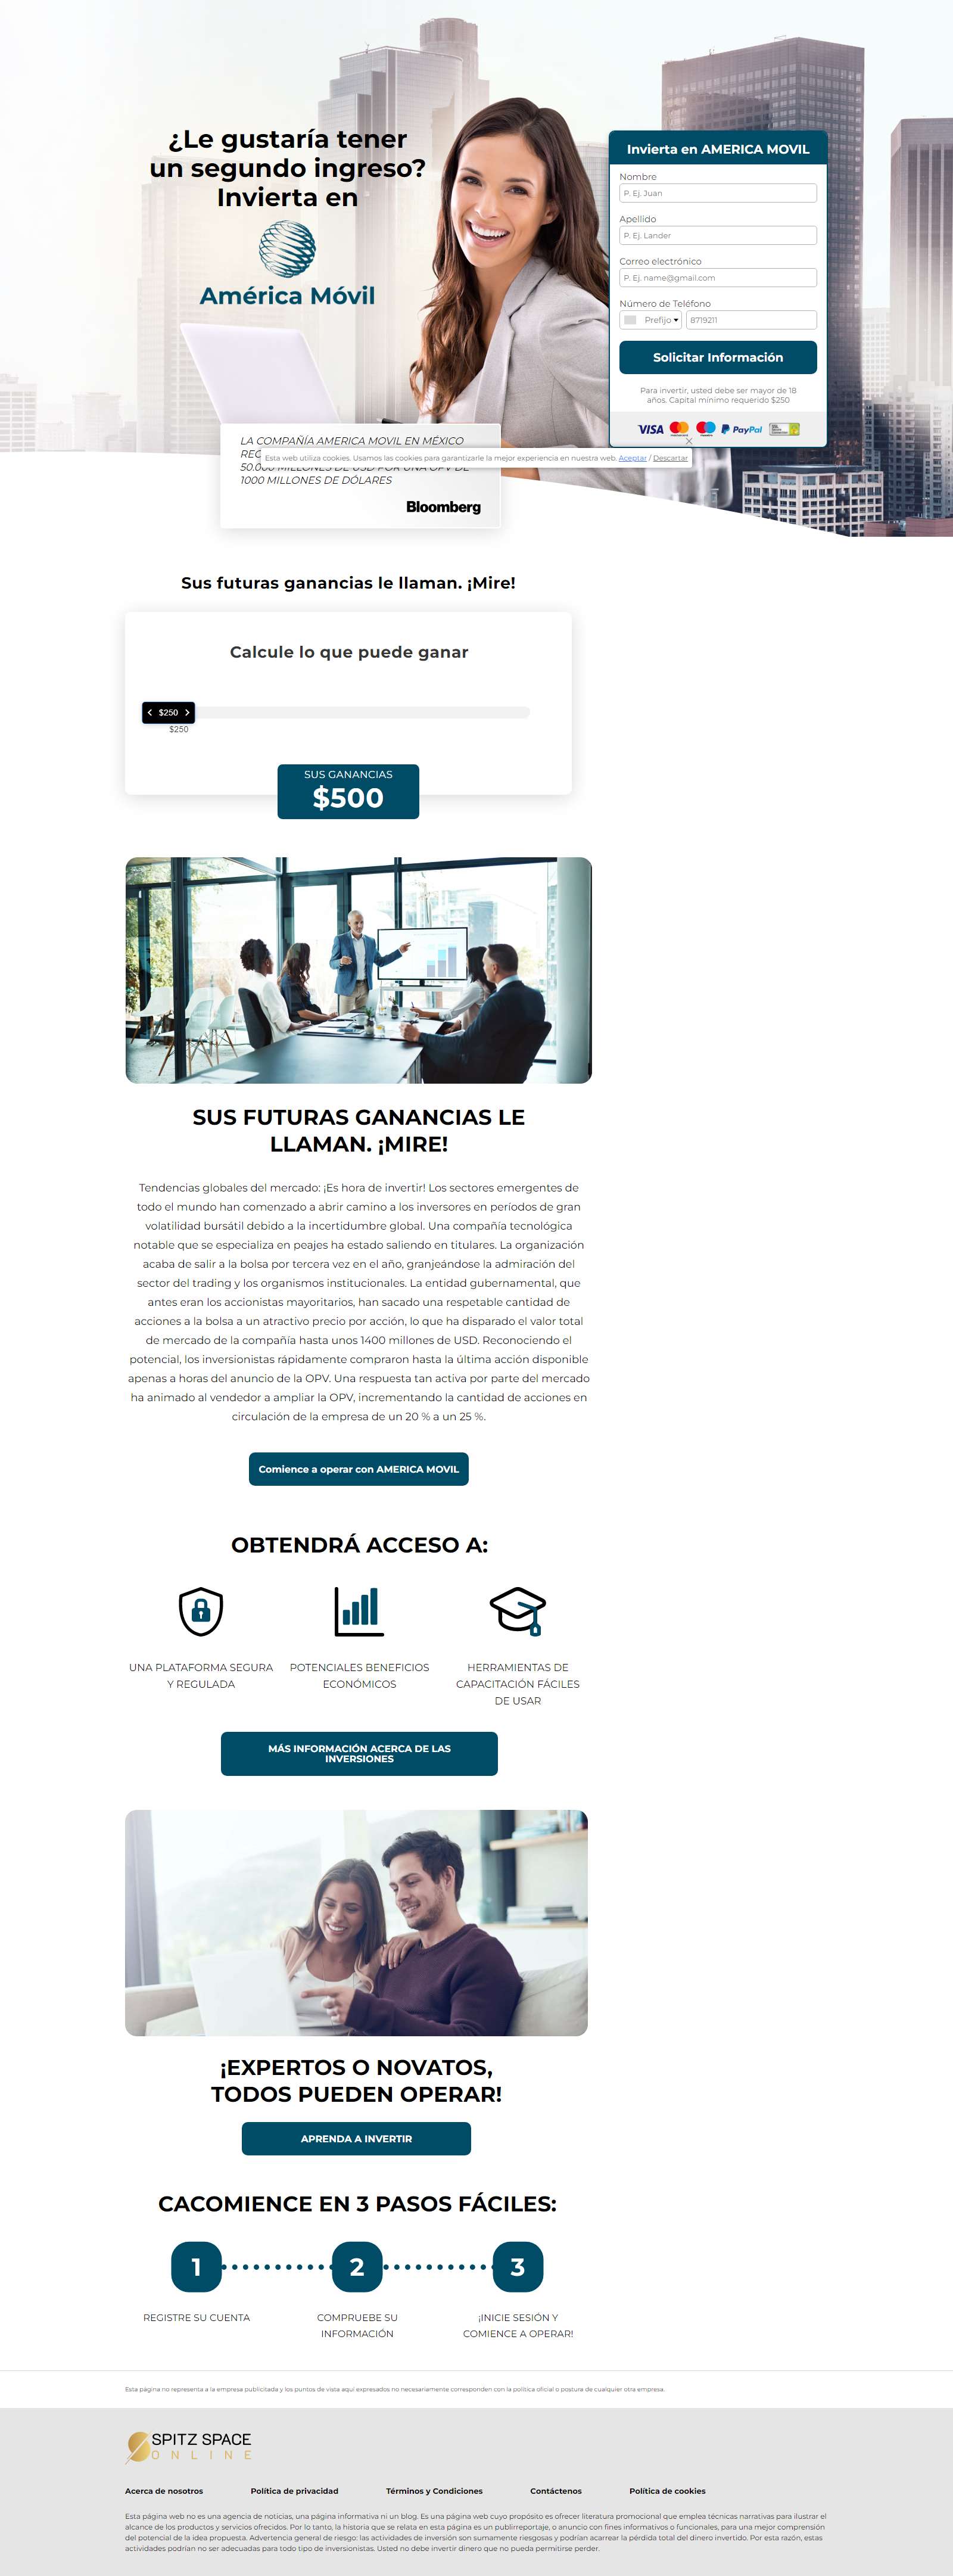 ¿Le gustaría tener
un segundo ingreso?
Invierta en
América Móvil
Invierta en AMERICA MOVIL
Nombre
P. Ej. Juan
Apellido
P. Ej. Lander
Correo electrónico
P. Ej. name@gmail.com
Número de Teléfono
Prefijo
8719211
Solicitar Información
Para invertir, usted debe ser mayor de 18
años. Capital mínimo requerido $250
VISA PayPal
LA COMPAÑÍA AMERICA MOVIL EN MÉXICO
Esta web utiliza cookies. Usamos las cookies para garantizarle la mejor experiencia en nuestra web. Aceptar / Descartar
50.000 MILLONES DE USD POR UNA OPV DE
1000 MILLONES DE DÓLARES
Bloomberg
Sus futuras ganancias le llaman. ¡Mire!
Calcule lo que puede ganar
$250
$250
SUS GANANCIAS
$500
SUS FUTURAS GANANCIAS LE
LLAMAN. ¡MIRE!
Tendencias globales del mercado: ¡Es hora de invertir! Los sectores emergentes de
todo el mundo han comenzado a abrir camino a los inversores en períodos de gran
volatilidad bursátil debido a la incertidumbre global. Una compañía tecnológica
notable que se especializa en peajes ha estado saliendo en titulares. La organización
acaba de salir a la bolsa por tercera vez en el año, granjeándose la admiración del
sector del trading y los organismos institucionales. La entidad gubernamental, que
antes eran los accionistas mayoritarios, han sacado una respetable cantidad de
acciones a la bolsa a un atractivo precio por acción, lo que ha disparado el valor total
de mercado de la compañía hasta unos 1400 millones de USD. Reconociendo el
potencial, los inversionistas rápidamente compraron hasta la última acción disponible
apenas a horas del anuncio de la OPV. Una respuesta tan activa por parte del mercado
ha animado al vendedor a ampliar la OPV, incrementando la cantidad de acciones en
circulación de la empresa de un 20 % a un 25 %.
Comience a operar con AMERICA MOVIL
OBTENDRÁ ACCESO A:
UNA PLATAFORMA SEGURA
Y REGULADA
POTENCIALES BENEFICIOS
ECONÓMICOS
HERRAMIENTAS DE
CAPACITACIÓN FÁCILES
DE USAR
MÁS INFORMACIÓN ACERCA DE LAS
INVERSIONES
¡EXPERTOS O NOVATOS,
TODOS PUEDEN OPERAR!
APRENDA A INVERTIR
CACOMIENCE EN 3 PASOS FÁCILES:
1
2
3
REGISTRE SU CUENTA
COMPRUEBE SU
INFORMACIÓN
¡INICIE SESIÓN Y
COMIENCE A OPERAR!
Esta página no representa a la empresa publicitada y los puntos de vista aquí expresados no necesariamente corresponden con la política oficial o postura de cualquier otra empresa.
SPITZ SPACE
ONLINE
Acerca de nosotros
Política de privacidad
Términos y Condiciones
Contáctenos
Política de cookies
Esta página web no es una agencia de noticias, una página informativa ni un blog. Es una página web cuyo propósito es ofrecer literatura promocional que emplea técnicas narrativas para ilustrar el
alcance de los productos y servicios ofrecidos. Por lo tanto, la historia que se relata en esta página es un publirreportaje, o anuncio con fines informativos o funcionales, para una mejor comprensión
del potencial de la idea propuesta. Advertencia general de riesgo: las actividades de inversión son sumamente riesgosas y podrían acarrear la pérdida total del dinero invertido. Por esta razón, estas
actividades podrían no ser adecuadas para todo tipo de inversionistas. Usted no debe invertir dinero que no pueda permitirse perder.